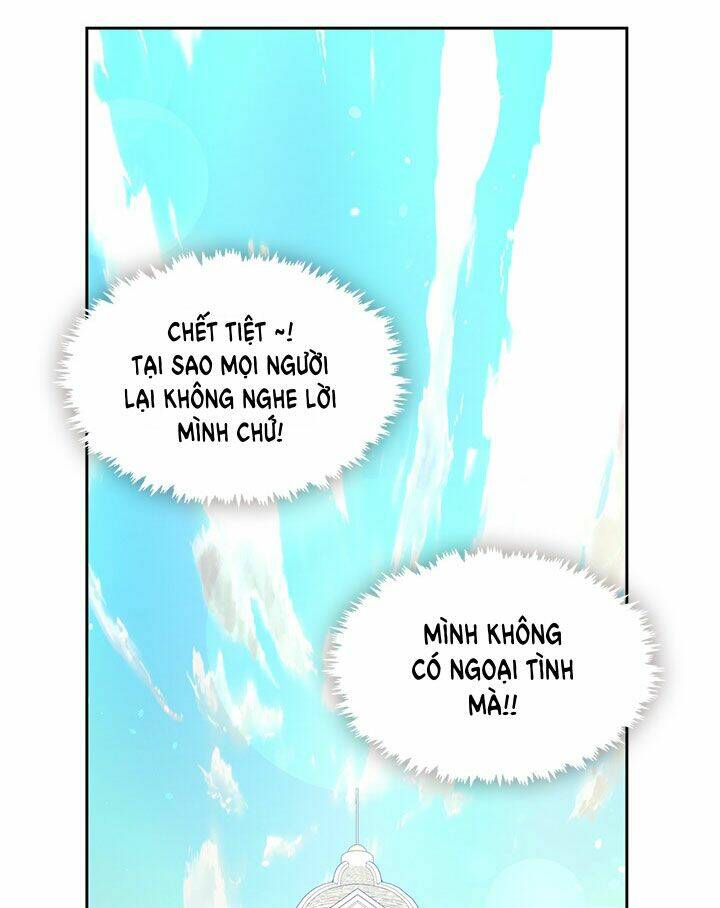 CHẾT TIỆT ~!
TẠI SAO MỌI NGƯỜI
LẠI KHÔNG NGHE LỜI
MÌNH CHỨ!
MÌNH KHÔNG
CÓ NGOẠI TÌNH
MÀ!!